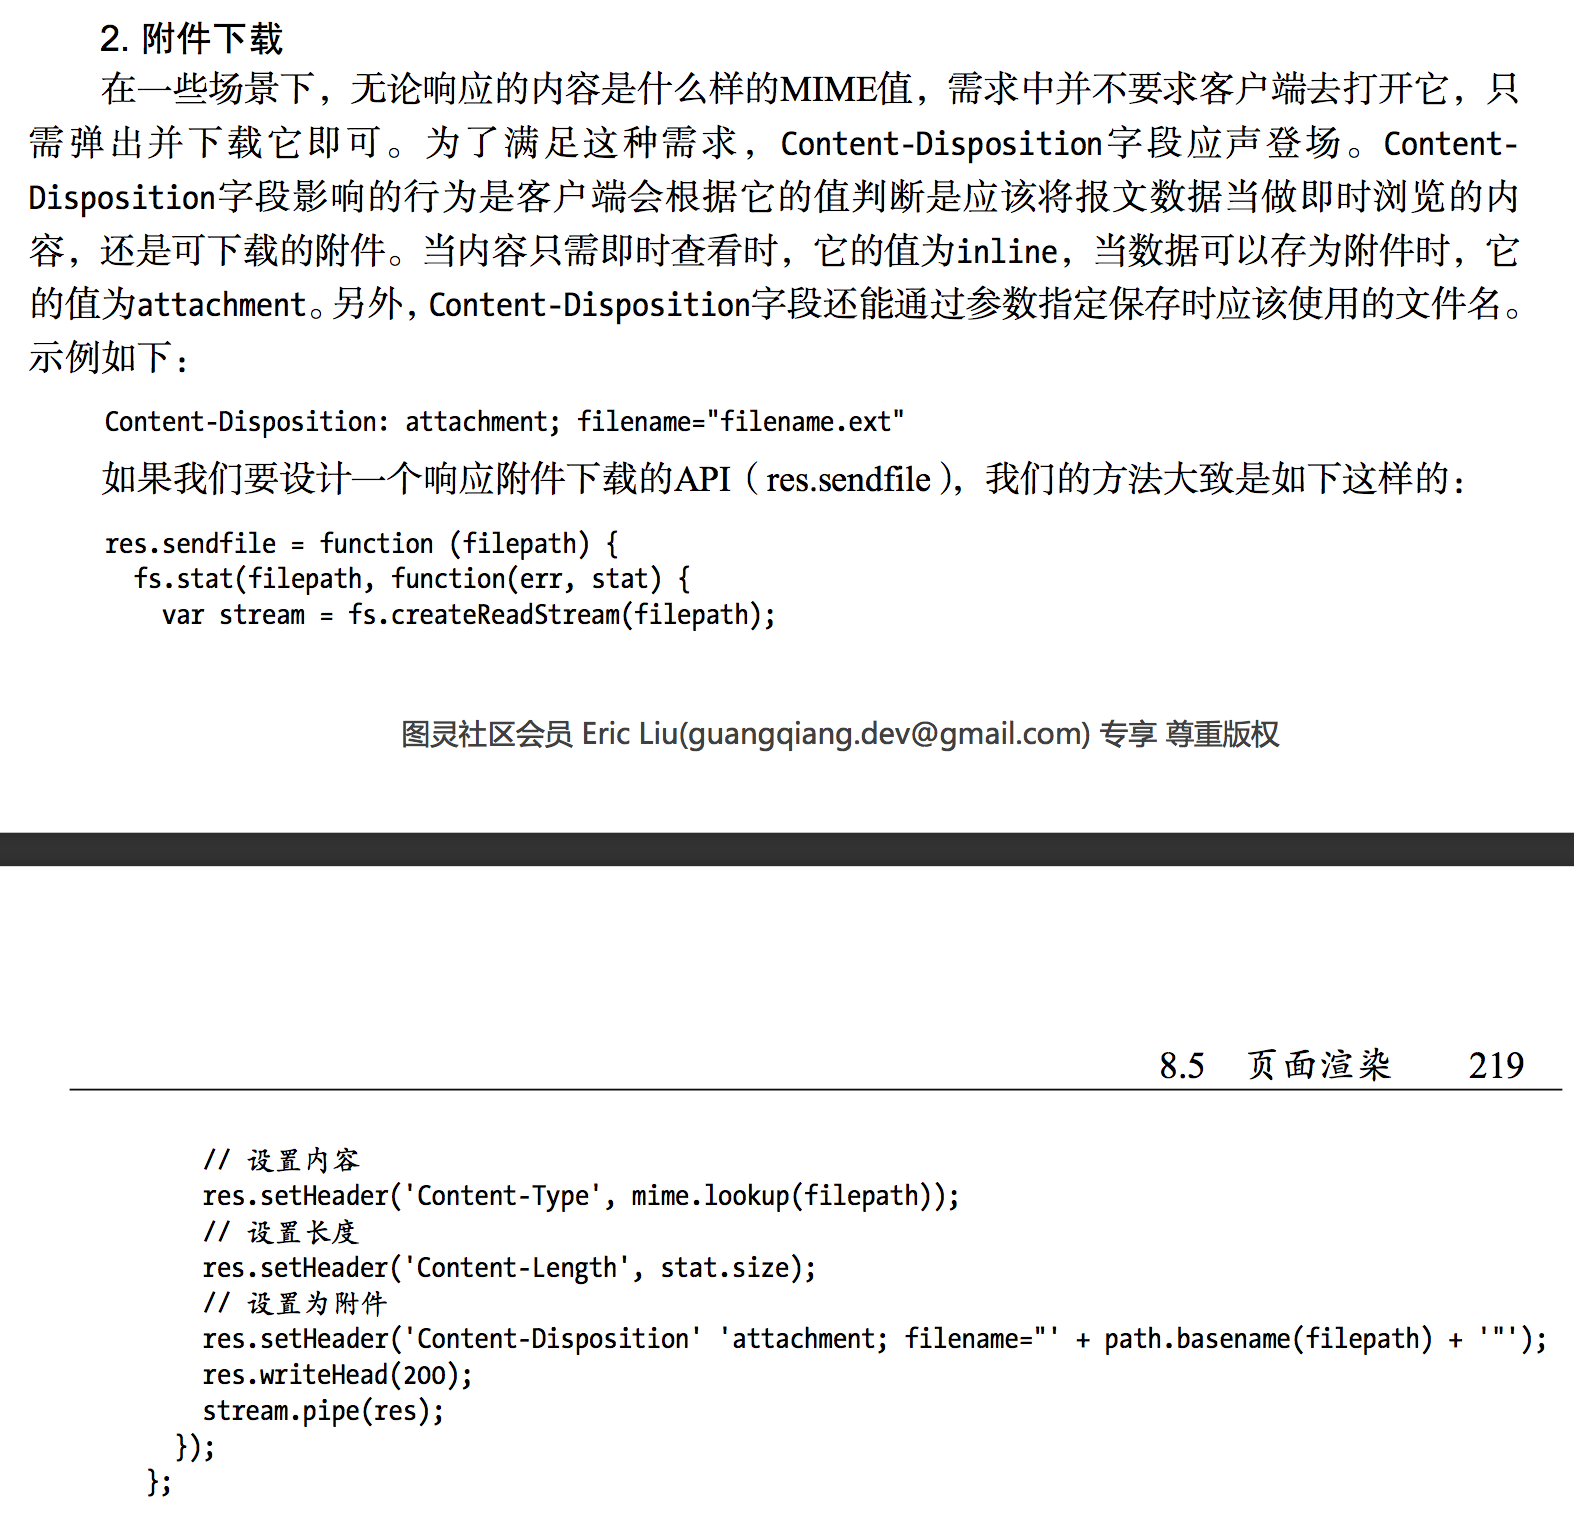 2. 附件下载
在一些场景下，无论响应的内容是什么样的MIME值，需求中并不要求客户端去打开它，只
需弹出并下载它即可。为了满足这种需求，Content-Disposition字段应声登场。Content-
Disposition字段影响的行为是客户端会根据它的值判断是应该将报文数据当做即时浏览的内
容，还是可下载的附件。当内容只需即时查看时，它的值为inline，当数据可以存为附件时，它
的值为attachment。另外，Content-Disposition字段还能通过参数指定保存时应该使用的文件名。
示例如下：
Content-Disposition: attachment; filename="filename.ext"
如果我们要设计一个响应附件下载的API（res.sendfile），我们的方法大致是如下这样的：
res.sendfile = function (filepath) {
  fs.stat(filepath, function(err, stat) {
    var stream = fs.createReadStream(filepath);
图灵社区会员 Eric Liu(guangqiang.dev@gmail.com) 专享 尊重版权
8.5 页面渲染 219
    // 设置内容
    res.setHeader('Content-Type', mime.lookup(filepath));
    // 设置长度
    res.setHeader('Content-Length', stat.size);
    // 设置为附件
    res.setHeader('Content-Disposition' 'attachment; filename="' + path.basename(filepath) + '"');
    res.writeHead(200);
    stream.pipe(res);
  });
};